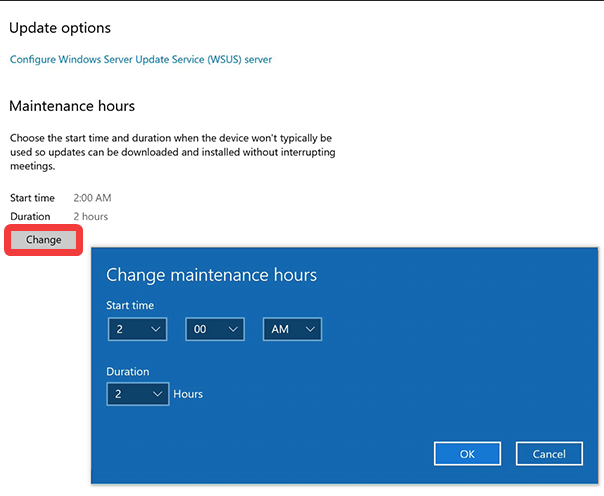 Update options
Configure Windows Server Update Service (WSUS) server
Maintenance hours
Choose the start time and duration when the device won't typically be
used so updates can be downloaded and installed without interrupting
meetings.
Start time 2:00 AM
Duration 2 hours
Change
Change maintenance hours
Start time
2 00 AM
Duration
2 Hours
OK Cancel